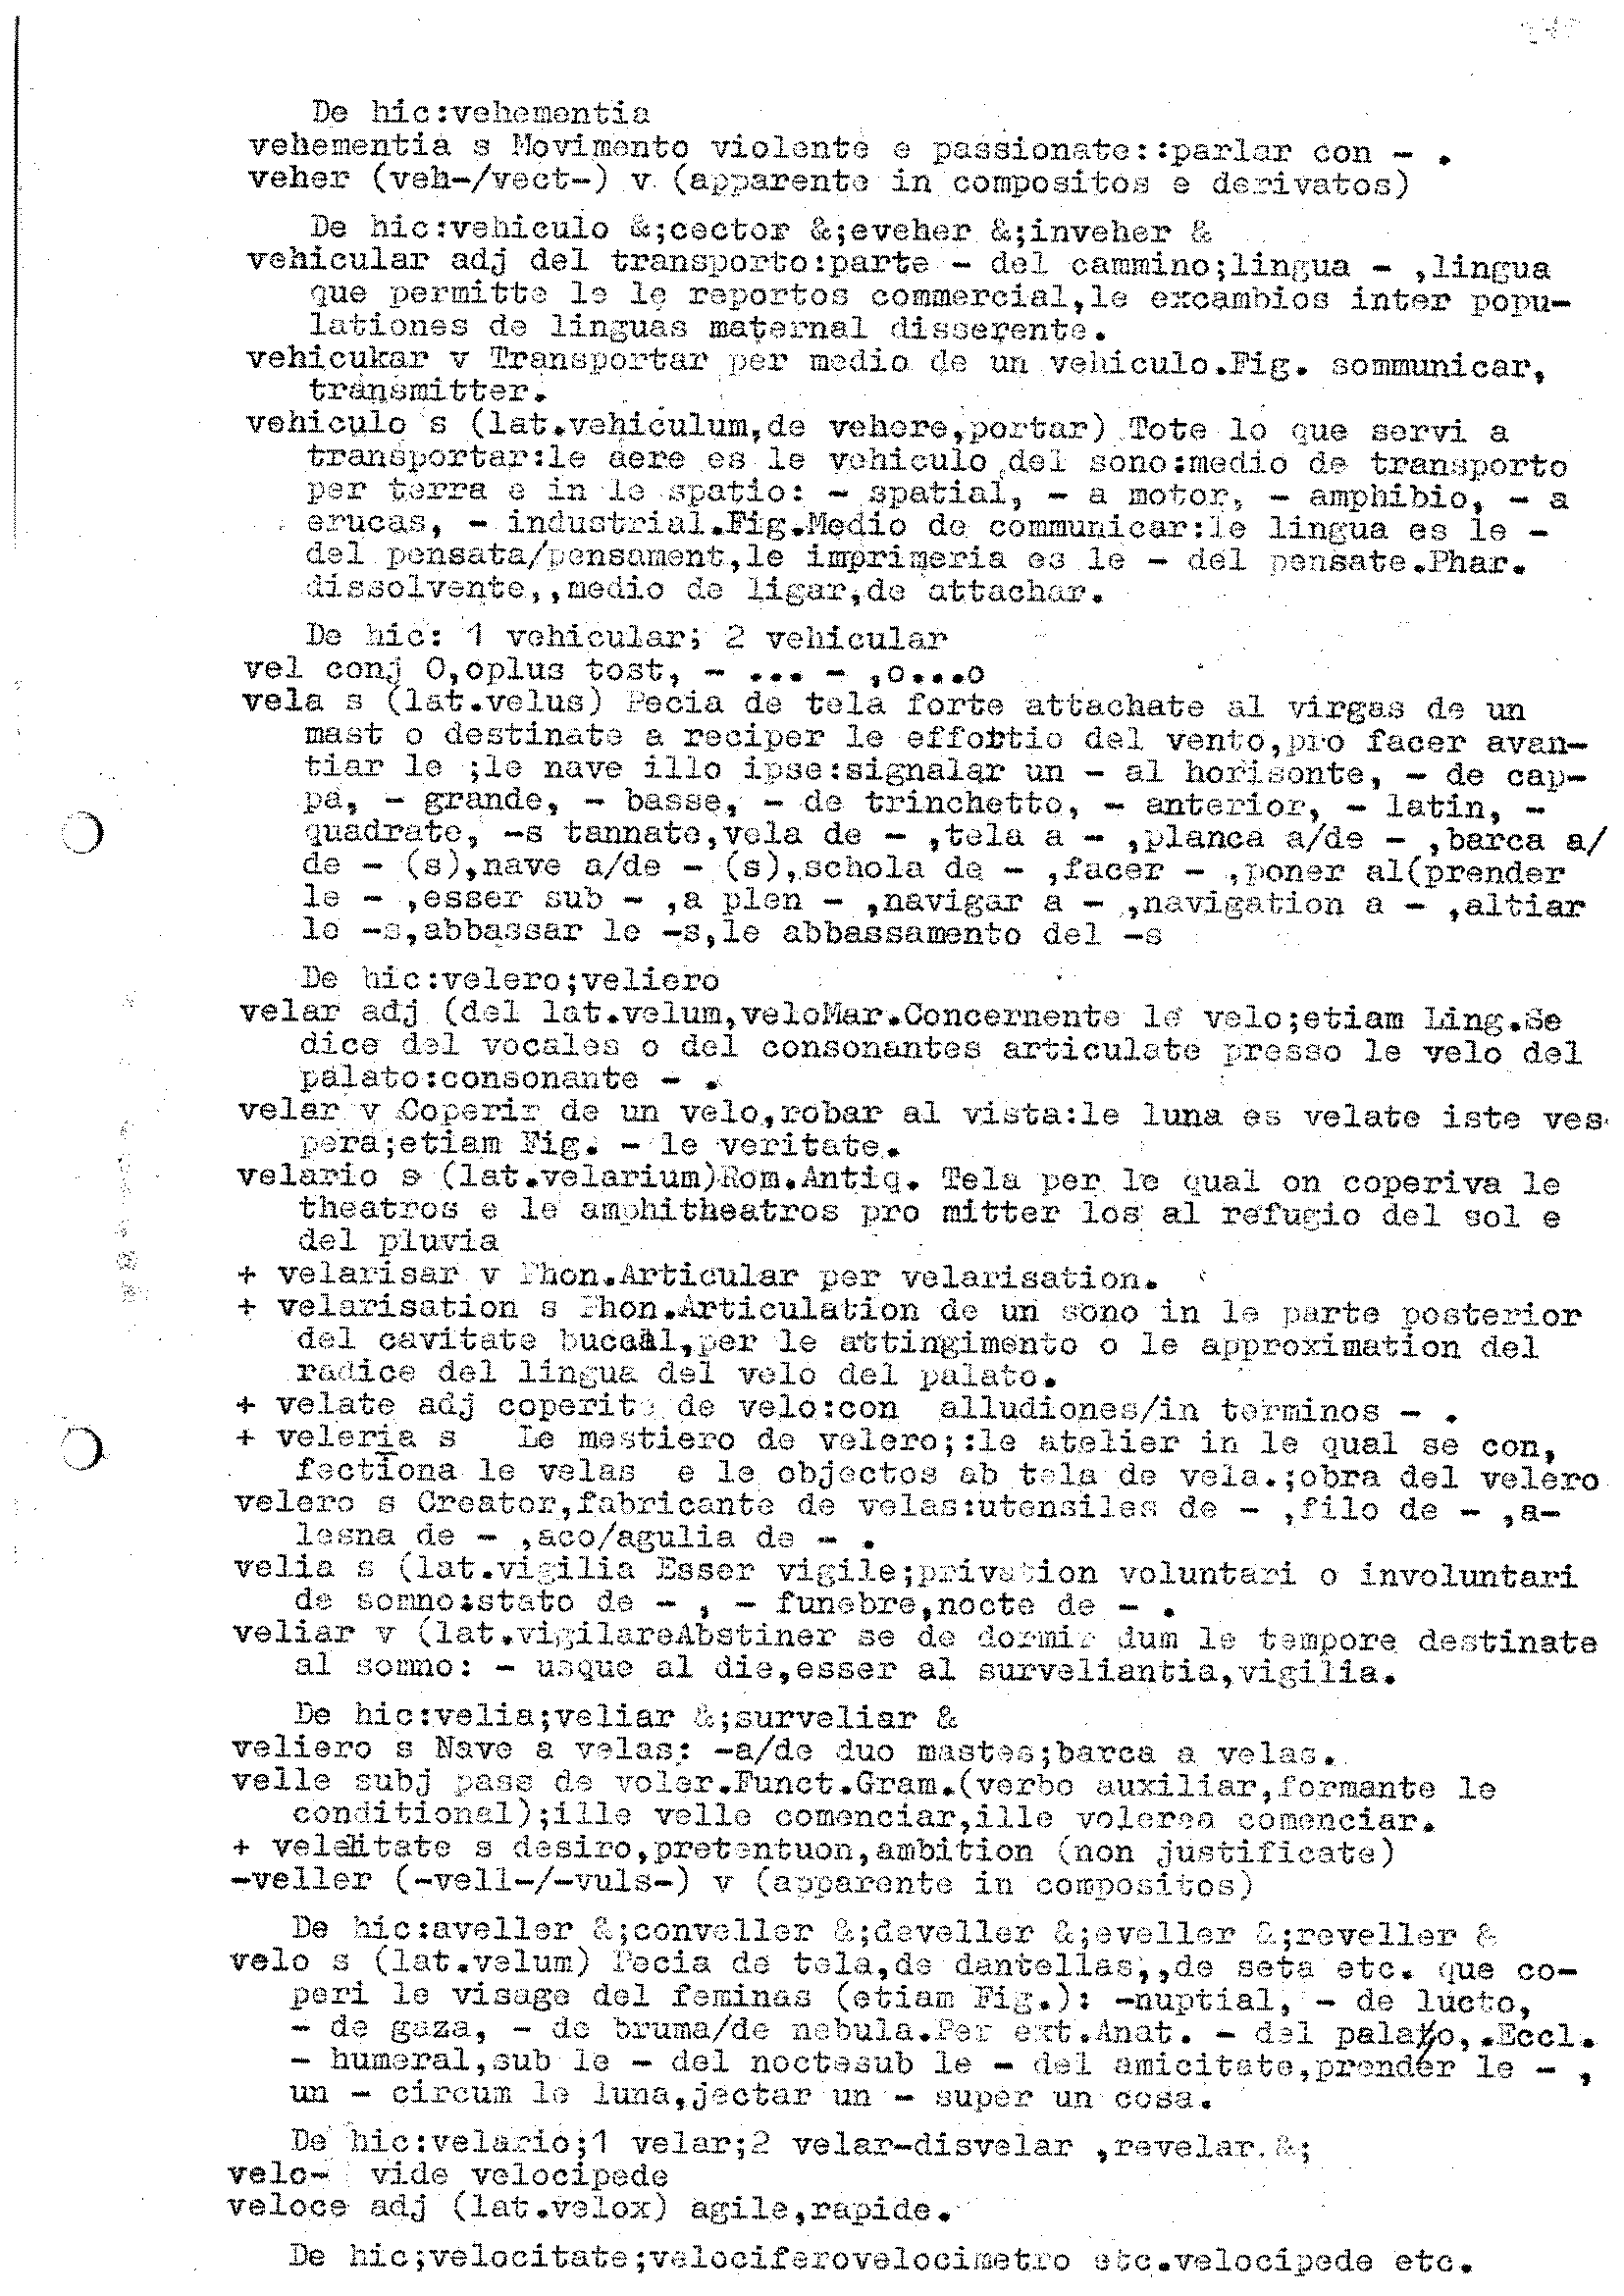 De hic:vehementia
vehementia s Movimento violente e passionate::parlar con - .
veher (veh-/vect-) v (apparente in compositos e derivatos)
De hic:vehiculo &;cector &;eveher &;inveher &
vehicular adj del transporto:parte - del cammino;lingua - ,lingua
que permitte le le reportos commercial,le excambios inter popu-
lationes de linguas maternal disserente.
vehicukar v Transportar per medio de un vehiculo.Fig. sommunicar,
transmitter.
vehiculo s (lat.vehiculum,de vehere,portar) Tote lo que servi a
transportar:le aere es le vehiculo del sono:medio de transporto
per terra e in le spatio: - spatial, - a motor, - amphibio, - a
erucas, - industrial.Fig.Medio de communicar:le lingua es le -
del pensata/pensament,le imprimeria es le - del pensate.Phar.
dissolvente,,medio de ligar,de attachar.
De hic: 1 vehicular; 2 vehicular
vel conj O,oplus tost, - ... - ,o...o
vela s (lat.velus) Pecia de tela forte attachate al virgas de un
mast o destinate a reciper le effortio del vento,pro facer avan-
tiar le ;le nave illo ipse:signalar un - al horisonte, - de cap-
pa, - grande, - basse, - de trinchetto, - anterior, - latin, -
quadrate, -s tannate,vela de - ,tela a - ,planca a/de - ,barca a/
de - (s),nave a/de - (s),schola de - ,facer - ,poner al(prender
le - ,esser sub - ,a plen - ,navigar a - ,navigation a - ,altiar
le -s,abbassar le -s,le abbassamento del -s
De hic:velero;veliero
velar adj (del lat.velum,veloMar.Concernente le velo;etiam Ling.Se
dice del vocales o del consonantes articulate presso le velo del
palato:consonante - .
velar v Coperir de un velo,robar al vista:le luna es velate iste ves-
pera;etiam Fig. - le veritate.
velario s (lat.velarium)Rom.Antiq. Tela per le qual on coperiva le
theatros e le amphitheatros pro mitter los al refugio del sol e
del pluvia
+ velarisar v Phon.Articular per velarisation.
+ velarisation s Phon.Articulation de un sono in le parte posterior
del cavitate buccal,per le attingimento o le approximation del
radice del lingua del velo del palato.
+ velate adj coperite de velo:con alludiones/in terminos - .
+ veleria s Le mestiero de velero;:le atelier in le qual se con,
fectiona le velas e le objectos ab tela de vela.;obra del velero
velero s Creator,fabricante de velas:utensiles de - ,filo de - ,a-
lesna de - ,aco/agulia de - .
velia s (lat.vigilia Esser vigile;privation voluntari o involuntari
de somno:stato de - , - funebre,nocte de - .
veliar v (lat.vigilareAbstiner se de dormir dum le tempore destinate
al somno: - usque al die,esser al surveliantia,vigilia.
De hic:velia;veliar &;surveliar &
veliero s Nave a velas: -a/de duo mastes;barca a velas.
velle subj pass de voler.Funct.Gram.(verbo auxiliar,formante le
conditional);ille velle comenciar,ille volerea comenciar.
+ veleitate s desiro,pretentuon,ambition (non justificate)
-veller (-vell-/-vuls-) v (apparente in compositos)
De hic:aveller &;conveller &;develler &;eveller &;reveller &
velo s (lat.velum) Pecia de tela,de dantellas,,de seta etc. que co-
peri le visage del feminas (etiam Fig.): -nuptial, - de lucto,
- de gaza, - de bruma/de nebula.Per ext.Anat. - del palato,.Eccl.
- humeral,sub le - del noctesub le - del amicitate,prender le - ,
un - circum le luna,jectar un - super un cosa.
De hic:velario;1 velar;2 velar-disvelar ,revelar.&;
velo- vide velocipede
veloce adj (lat.velox) agile,rapide.
De hic;velocitate;velociferovelocimetro etc.velocipede etc.